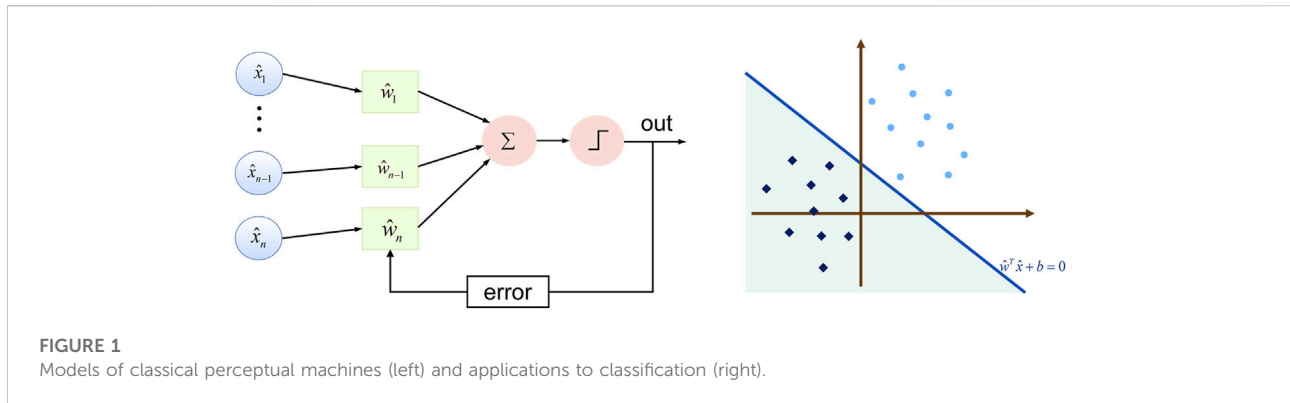 x̂₁
ŵ₁
⋮
Σ
out
x̂ₙ₋₁
ŵₙ₋₁
x̂ₙ
ŵₙ
error
ŵᵀx̂ + b = 0
FIGURE 1
Models of classical perceptual machines (left) and applications to classification (right).